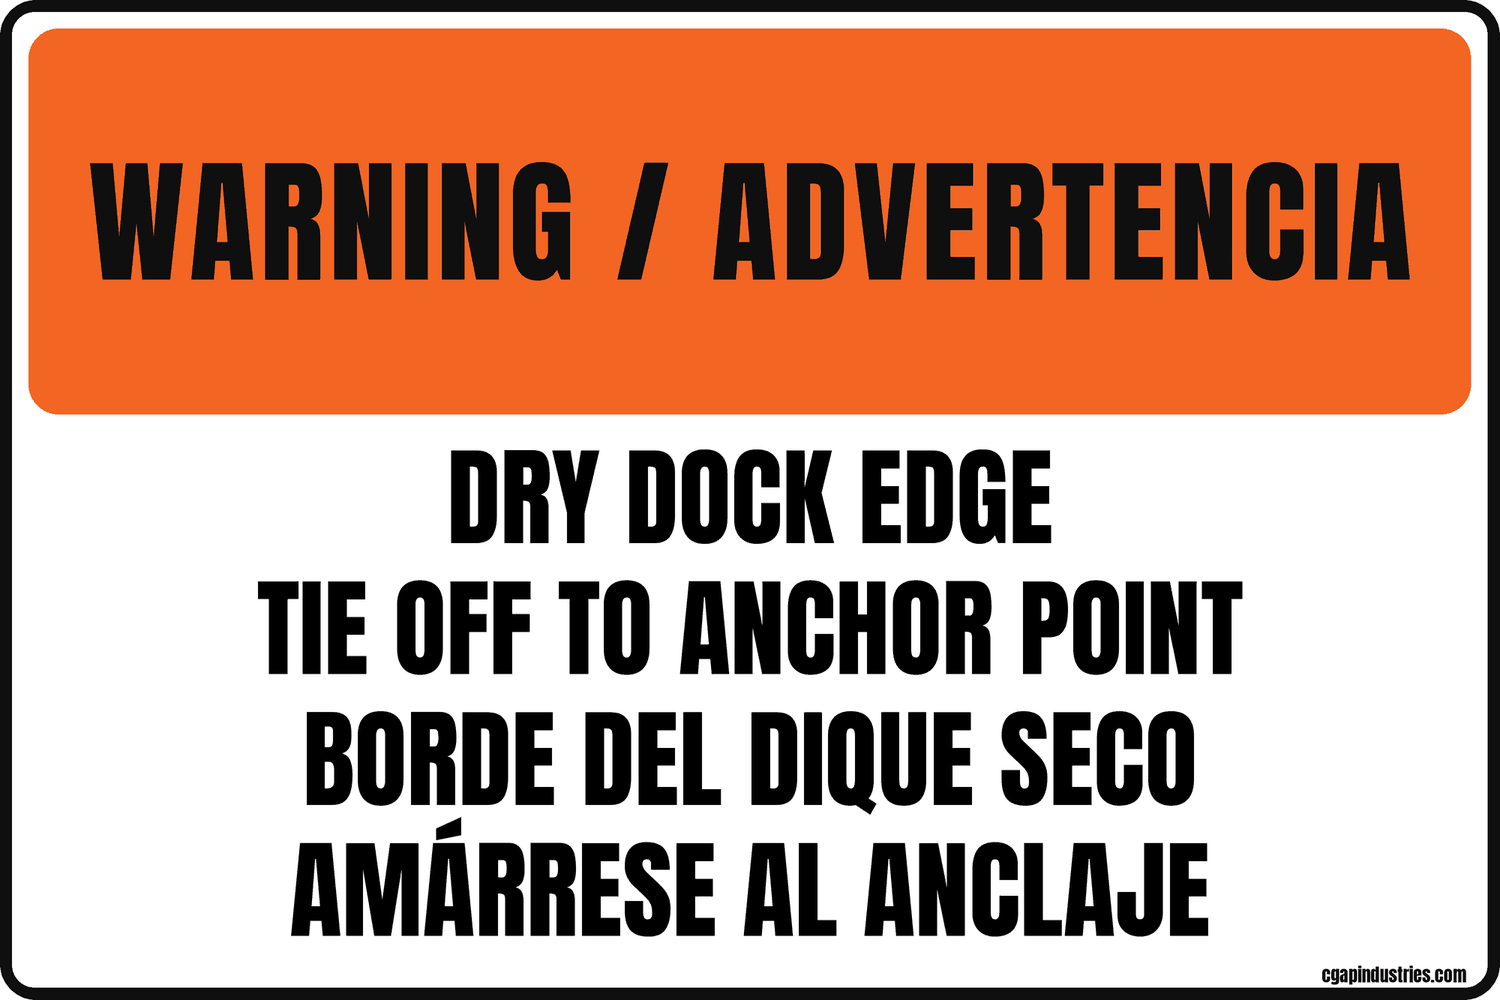 WARNING / ADVERTENCIA
DRY DOCK EDGE
TIE OFF TO ANCHOR POINT
BORDE DEL DIQUE SECO
AMÁRRESE AL ANCLAJE
cgapindustries.com